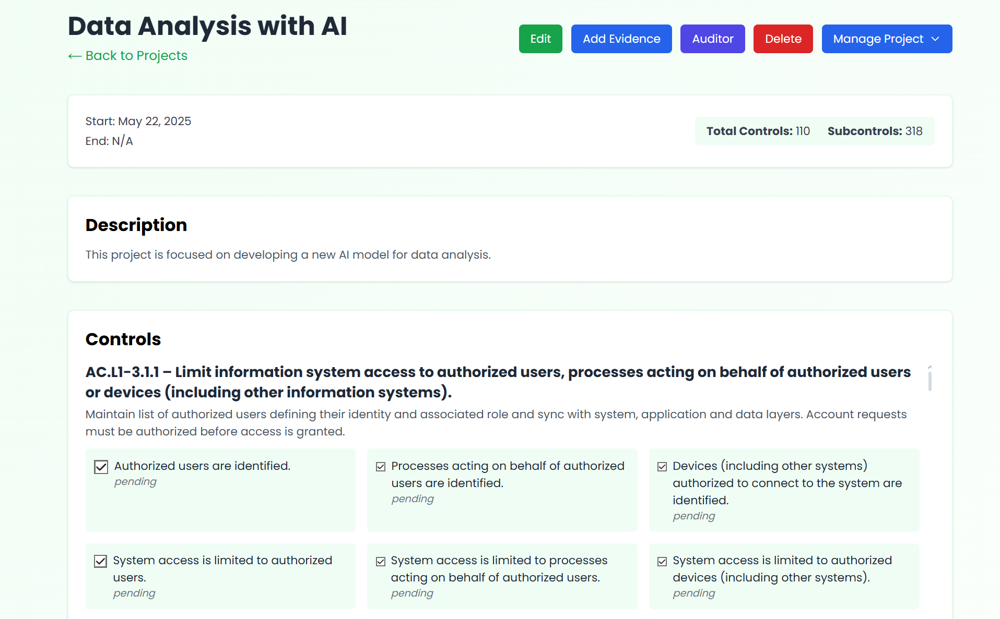 Data Analysis with AI
← Back to Projects
Edit
Add Evidence
Auditor
Delete
Manage Project
Start: May 22, 2025
End: N/A
Total Controls: 110
Subcontrols: 318
Description
This project is focused on developing a new AI model for data analysis.
Controls
AC.L1-3.1.1 – Limit information system access to authorized users, processes acting on behalf of authorized users
or devices (including other information systems).
Maintain list of authorized users defining their identity and associated role and sync with system, application and data layers. Account requests
must be authorized before access is granted.
Authorized users are identified.
pending
Processes acting on behalf of authorized
users are identified.
pending
Devices (including other systems)
authorized to connect to the system are
identified.
pending
System access is limited to authorized
users.
pending
System access is limited to processes
acting on behalf of authorized users.
pending
System access is limited to authorized
devices (including other systems).
pending